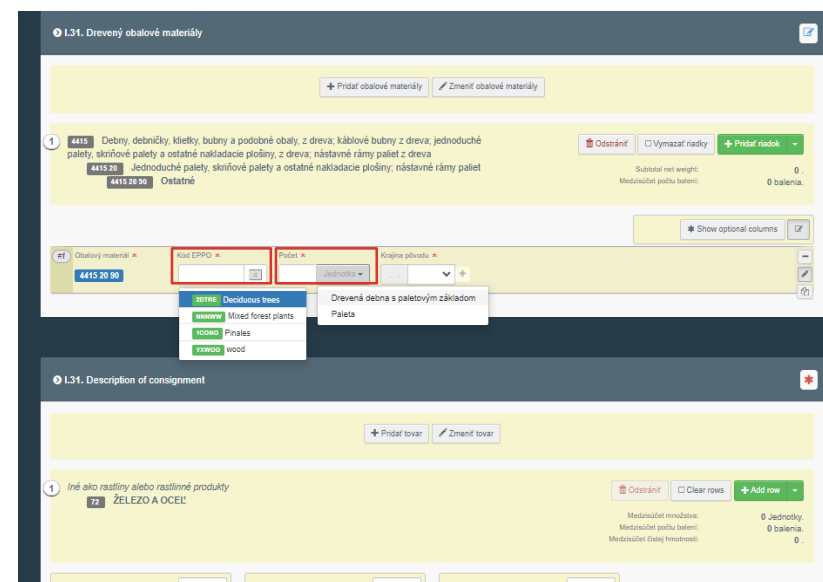 I.31. Drevený obalové materiály
Pridať obalové materiály Zmeniť obalové materiály
1 4415 Debny, debničky, klietky, bubny a podobné obaly, z dreva; káblové bubny z dreva; jednoduché
palety, skriňové palety a ostatné nakladacie plošiny, z dreva; nástavné rámy paliet z dreva
4415 20 Jednoduché palety, skriňové palety a ostatné nakladacie plošiny; nástavné rámy paliet
4415 20 90 Ostatné
Odstrániť Vymazať riadky Pridať riadok
Subtotal net weight: 0 .
Medzisúčet počtu balení: 0 balenia.
Show optional columns
#1 Obalový materiál Kód EPPO Počet Krajina pôvodu
4415 20 90 Jednotka
2DTRE Deciduous trees
NNNWW Mixed forest plants
1CONO Pinales
YXWOO wood
Drevená debna s paletovým základom
Paleta
I.31. Description of consignment
Pridať tovar Zmeniť tovar
1 Iné ako rastliny alebo rastlinné produkty
72 ŽELEZO A OCEĽ
Odstrániť Clear rows Add row
Medzisúčet množstva: 0 Jednotky.
Medzisúčet počtu balení: 0 balenia.
Medzisúčet čistej hmotnosti: 0 .